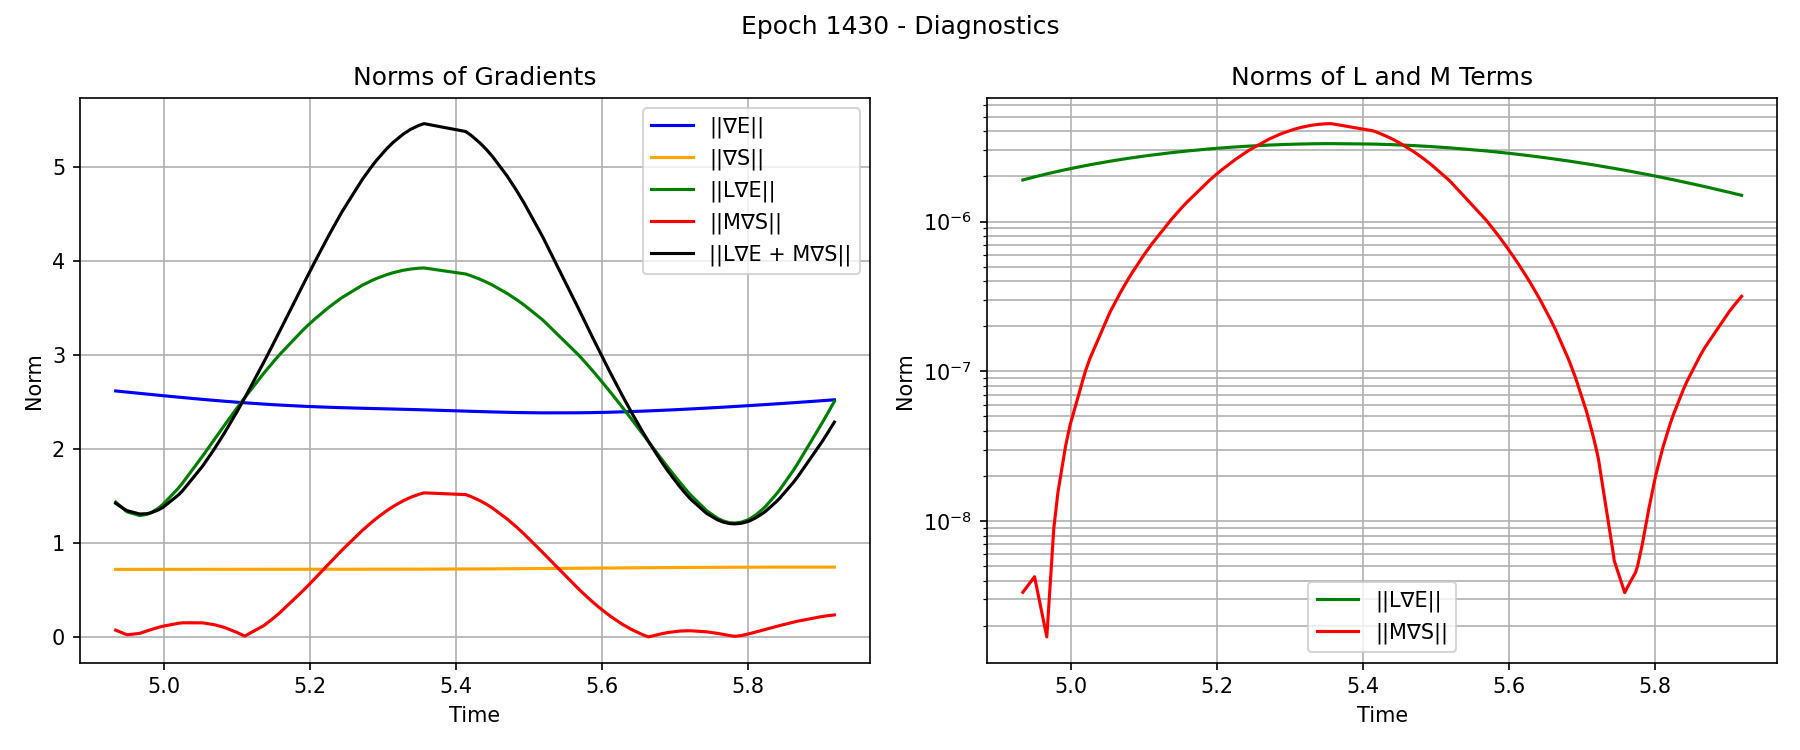 Epoch 1430 - Diagnostics
Norms of Gradients
Norm
5
4
3
2
1
0
5.0 5.2 5.4 5.6 5.8
Time
||∇E||
||∇S||
||L∇E||
||M∇S||
||L∇E + M∇S||
Norms of L and M Terms
Norm
10⁻⁶
10⁻⁷
10⁻⁸
5.0 5.2 5.4 5.6 5.8
Time
||L∇E||
||M∇S||